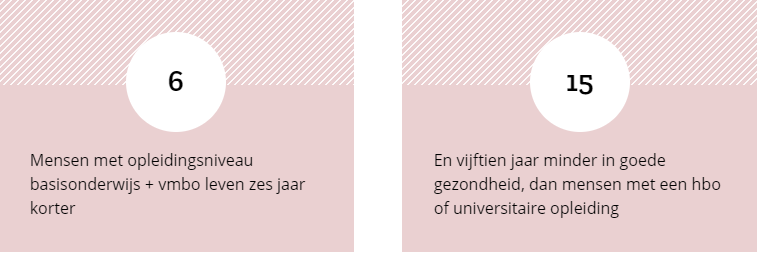 6
Mensen met opleidingsniveau
basisonderwijs + vmbo leven zes jaar
korter
15
En vijftien jaar minder in goede
gezondheid, dan mensen met een hbo
of universitaire opleiding